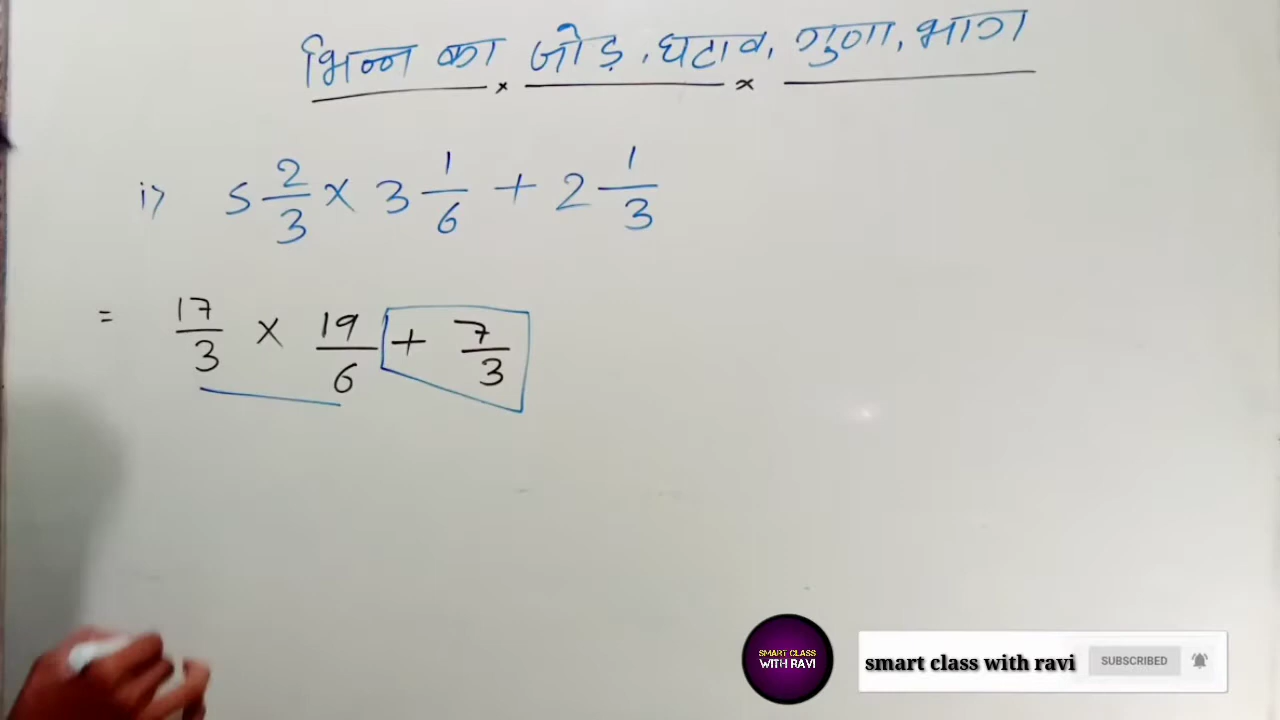 भिन्न का जोड़, घटाव, गुणा, भाग
i) 5 2/3 × 3 1/6 + 2 1/3
= 17/3 × 19/6 + 7/3
SMART CLASS
WITH RAVI
smart class with ravi SUBSCRIBED